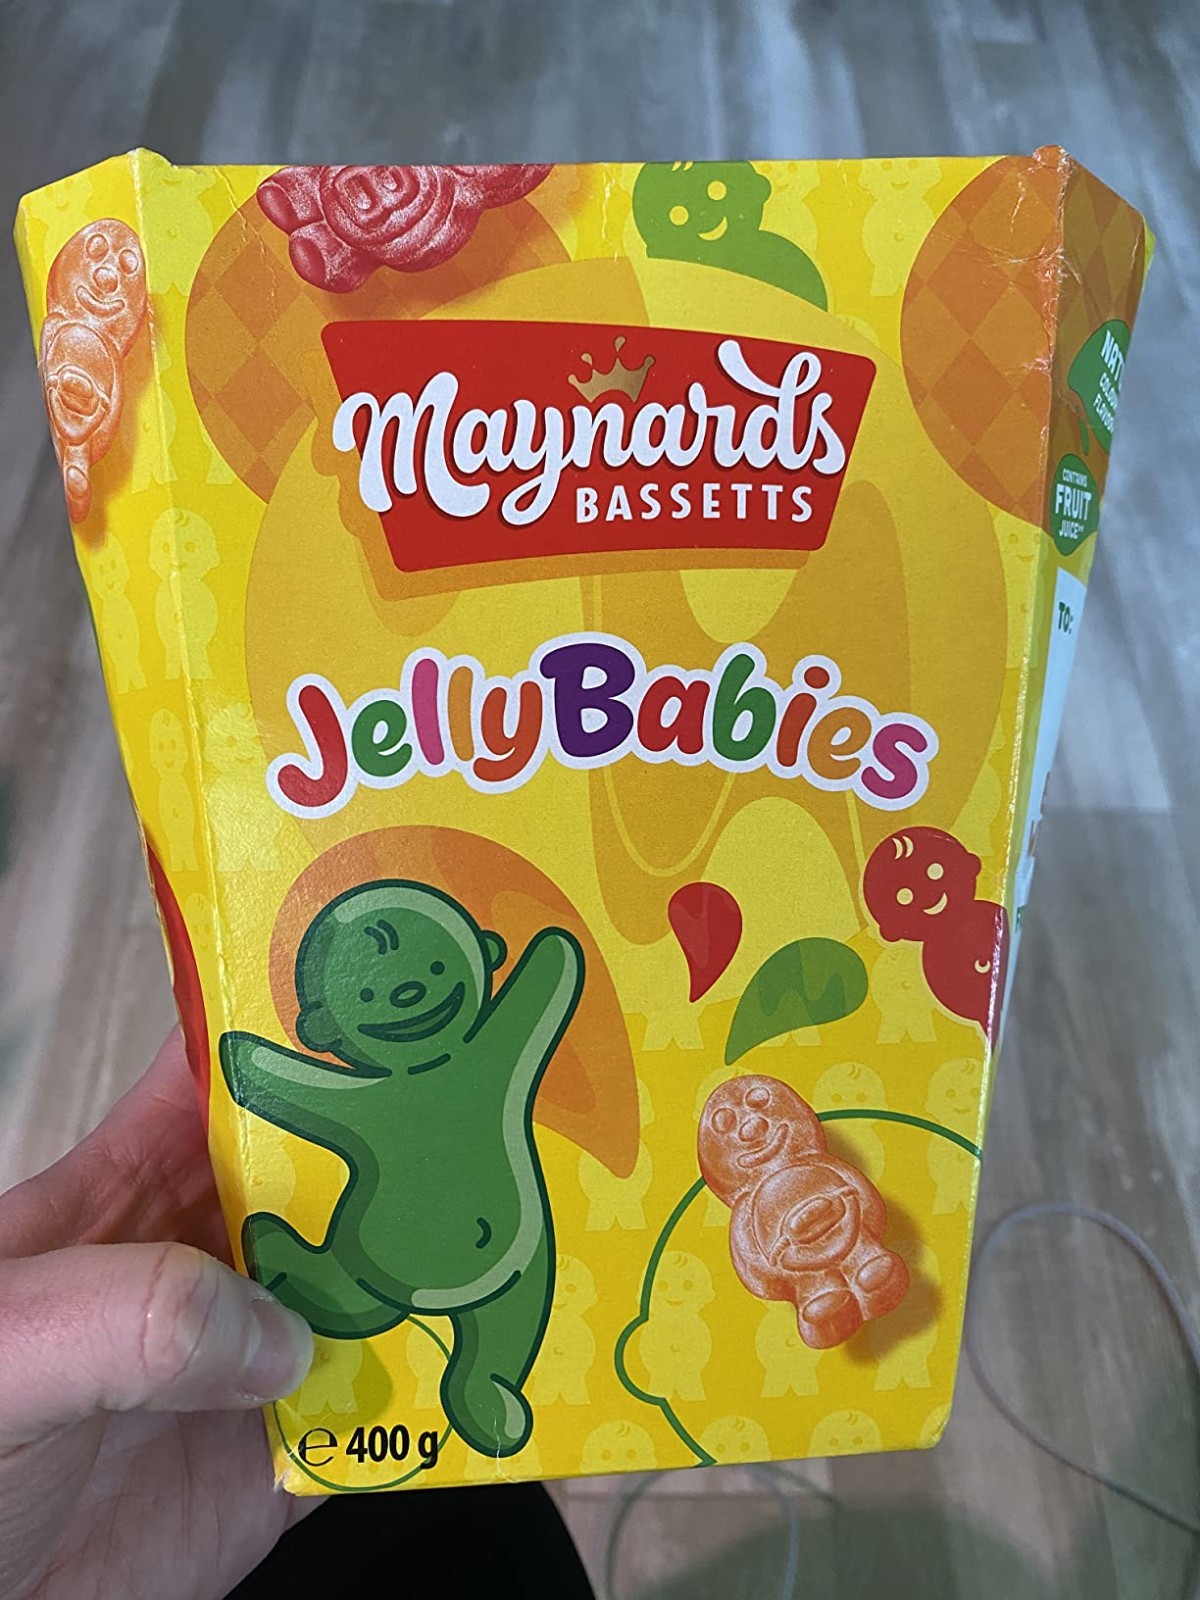 Maynards
BASSETTS
JellyBabies
CONTAINS
FRUIT
JUICE
TO:
℮ 400 g